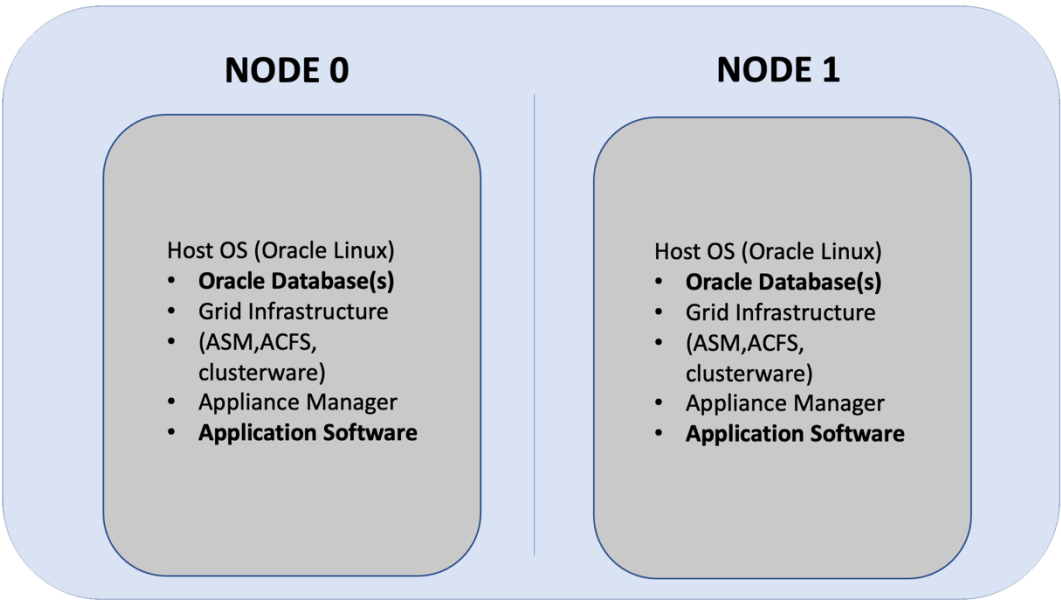 NODE 0
Host OS (Oracle Linux)
• Oracle Database(s)
• Grid Infrastructure
• (ASM,ACFS,
clusterware)
• Appliance Manager
• Application Software
NODE 1
Host OS (Oracle Linux)
• Oracle Database(s)
• Grid Infrastructure
• (ASM,ACFS,
clusterware)
• Appliance Manager
• Application Software